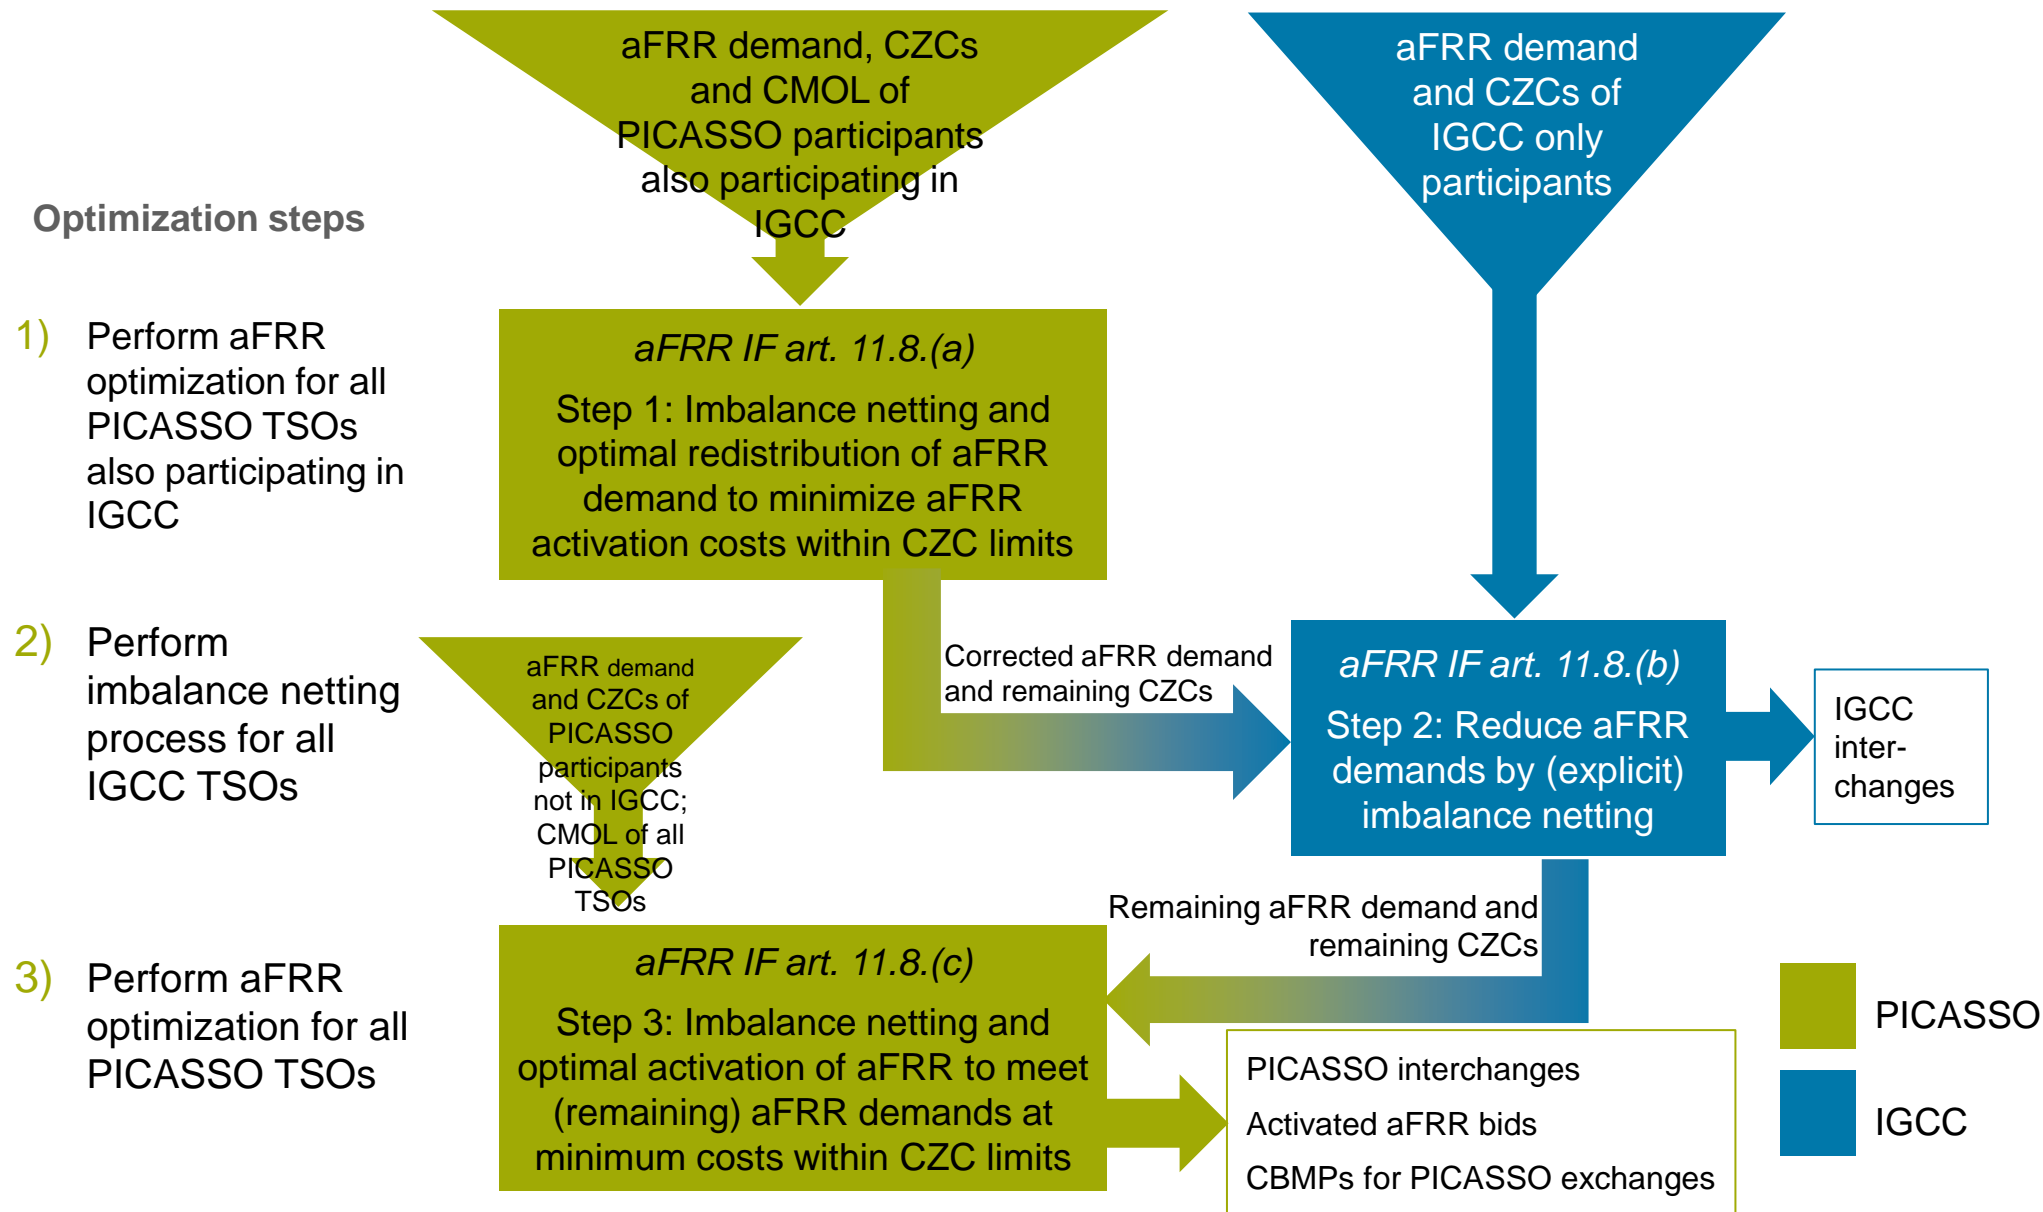 aFRR demand, CZCs
and CMOL of
PICASSO participants
also participating in
IGCC
aFRR demand
and CZCs of
IGCC only
participants
Optimization steps
1) Perform aFRR
optimization for all
PICASSO TSOs
also participating in
IGCC
aFRR IF art. 11.8.(a)
Step 1: Imbalance netting and
optimal redistribution of aFRR
demand to minimize aFRR
activation costs within CZC limits
2) Perform
imbalance netting
process for all
IGCC TSOs
aFRR demand
and CZCs of
PICASSO
participants
not in IGCC;
CMOL of all
PICASSO
TSOs
Corrected aFRR demand
and remaining CZCs
aFRR IF art. 11.8.(b)
Step 2: Reduce aFRR
demands by (explicit)
imbalance netting
IGCC
inter-
changes
Remaining aFRR demand and
remaining CZCs
3) Perform aFRR
optimization for all
PICASSO TSOs
aFRR IF art. 11.8.(c)
Step 3: Imbalance netting and
optimal activation of aFRR to meet
(remaining) aFRR demands at
minimum costs within CZC limits
PICASSO interchanges
Activated aFRR bids
CBMPs for PICASSO exchanges
PICASSO
IGCC